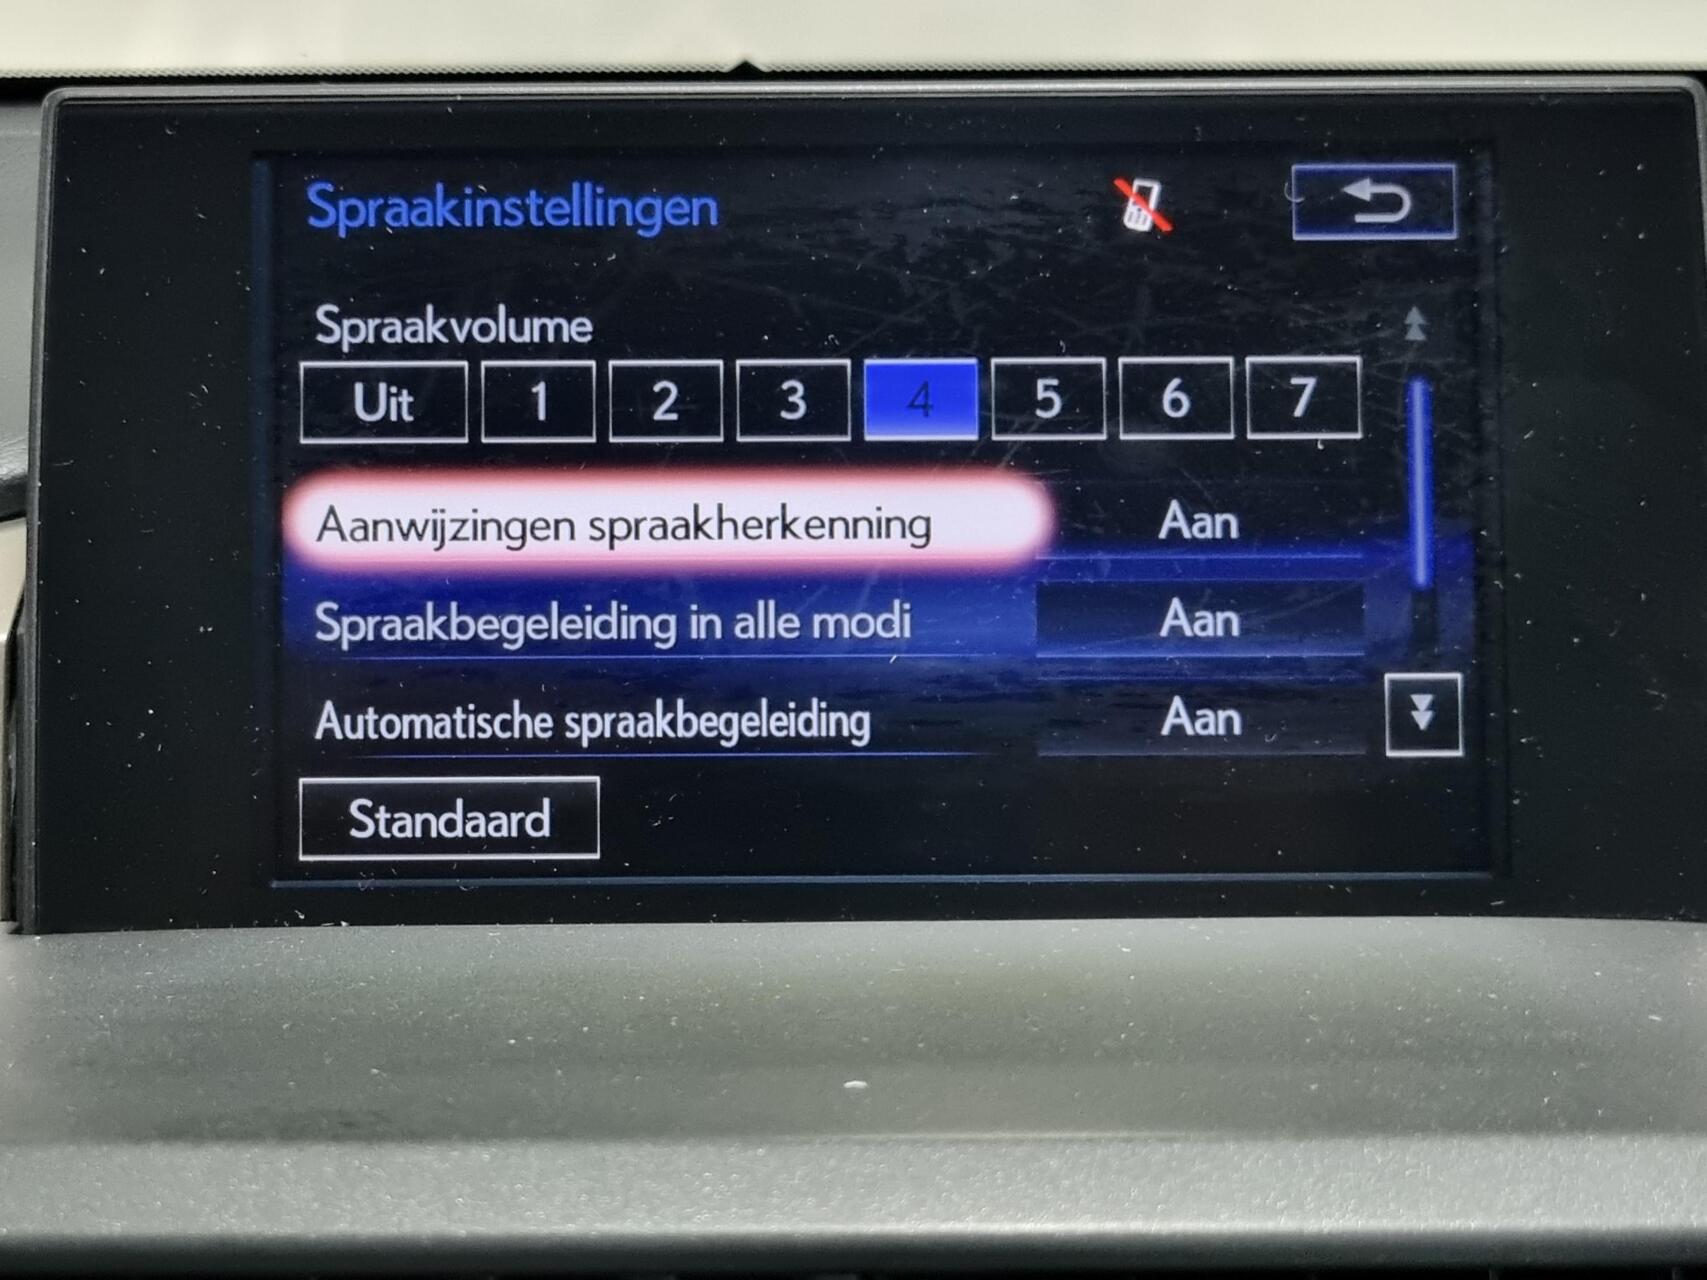 Spraakinstellingen
Spraakvolume
Uit 1 2 3 4 5 6 7
Aanwijzingen spraakherkenning Aan
Spraakbegeleiding in alle modi Aan
Automatische spraakbegeleiding Aan
Standaard